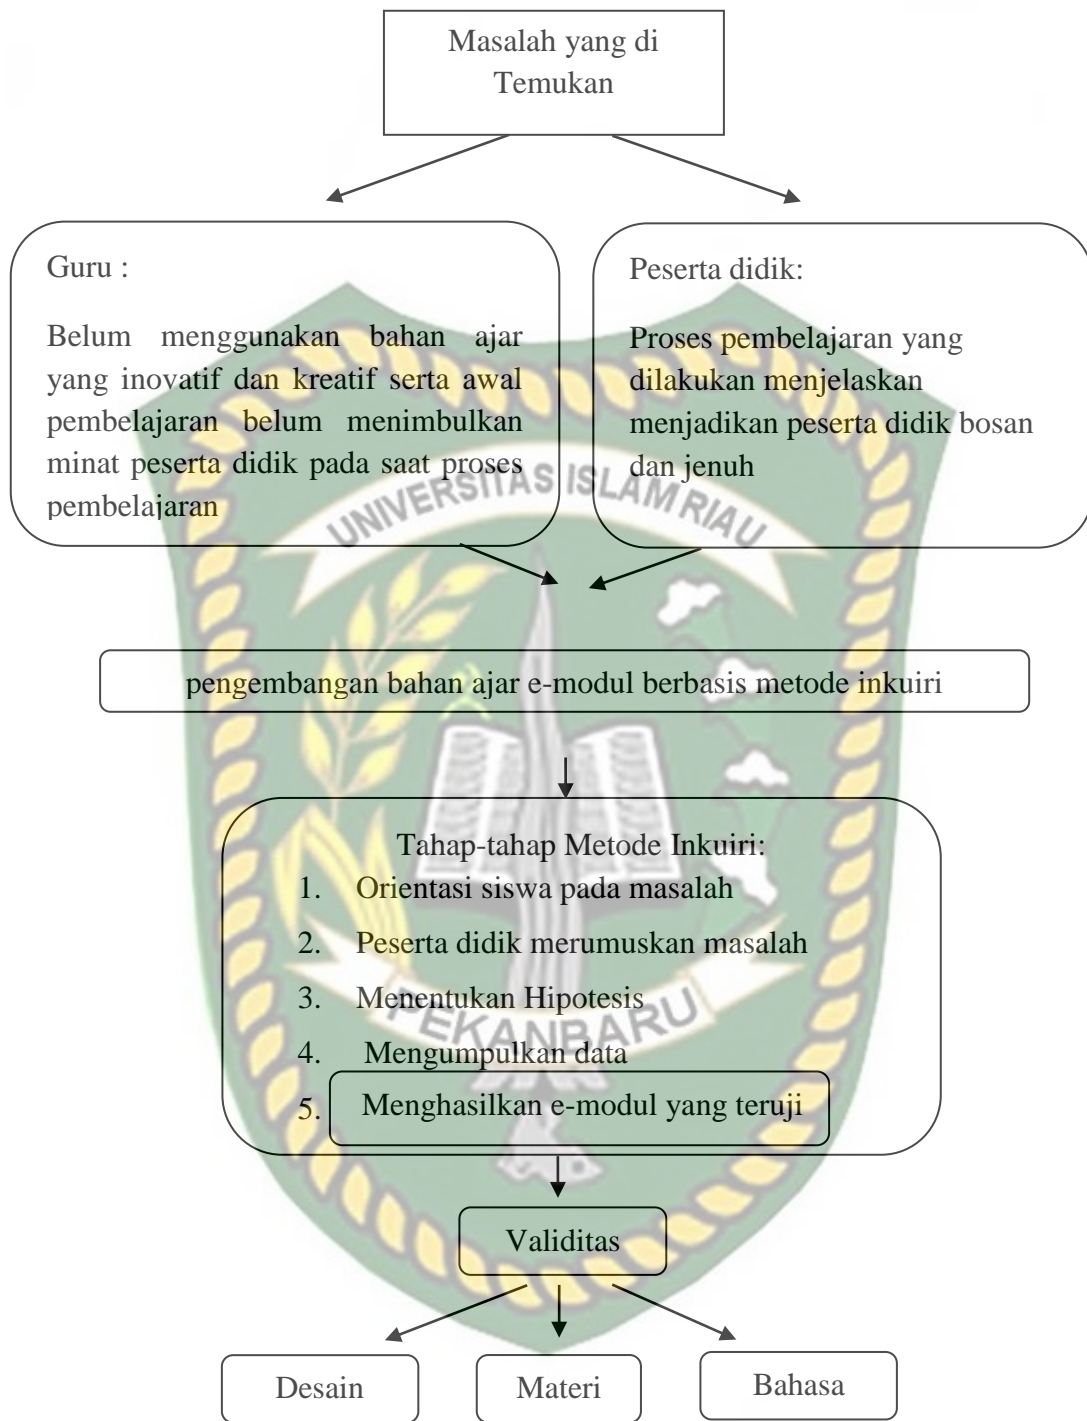 Masalah yang di
Temukan
Guru :
Belum menggunakan bahan ajar
yang inovatif dan kreatif serta awal
pembelajaran belum menimbulkan
minat peserta didik pada saat proses
pembelajaran
Peserta didik:
Proses pembelajaran yang
dilakukan menjelaskan
menjadikan peserta didik bosan
dan jenuh
UNIVERSITAS ISLAM RIAU
pengembangan bahan ajar e-modul berbasis metode inkuiri
Tahap-tahap Metode Inkuiri:
1. Orientasi siswa pada masalah
2. Peserta didik merumuskan masalah
3. Menentukan Hipotesis
PEKANBARU
4. Mengumpulkan data
5. Menghasilkan e-modul yang teruji
Validitas
Desain
Materi
Bahasa